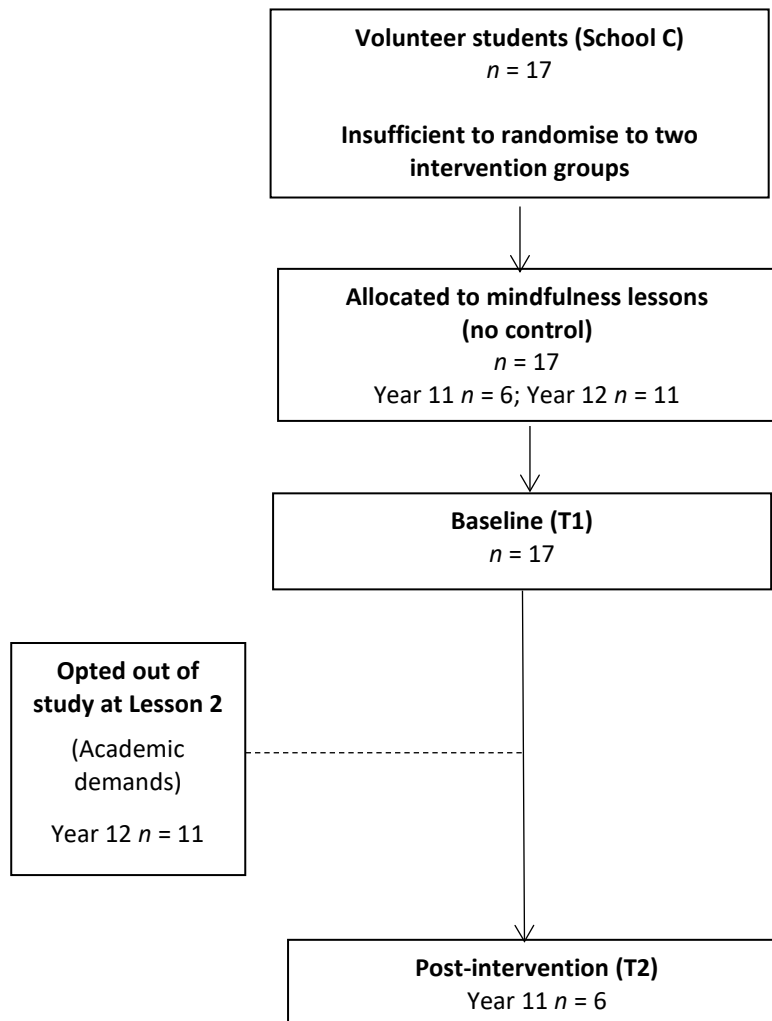 Volunteer students (School C)
n = 17
Insufficient to randomise to two
intervention groups
Allocated to mindfulness lessons
(no control)
n = 17
Year 11 n = 6; Year 12 n = 11
Baseline (T1)
n = 17
Opted out of
study at Lesson 2
(Academic
demands)
Year 12 n = 11
Post-intervention (T2)
Year 11 n = 6